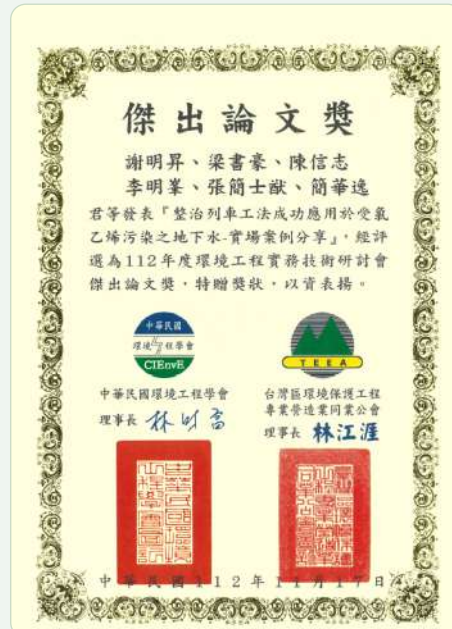 傑出論文獎
謝明昇、梁書豪、陳信志
李明峯、張簡士猷、簡華逸
君等發表『整治列車工法成功應用於受氯
乙烯污染之地下水-實場案例分享』，經評
選為112年度環境工程實務技術研討會
傑出論文獎，特贈獎狀，以資表揚。
中華民國
環境工程學會
CIEnvE
TEEA
中華民國環境工程學會
理事長 林財富
台灣區環境保護工程
專業營造業同業公會
理事長 林江涯
中華民國112年11月17日